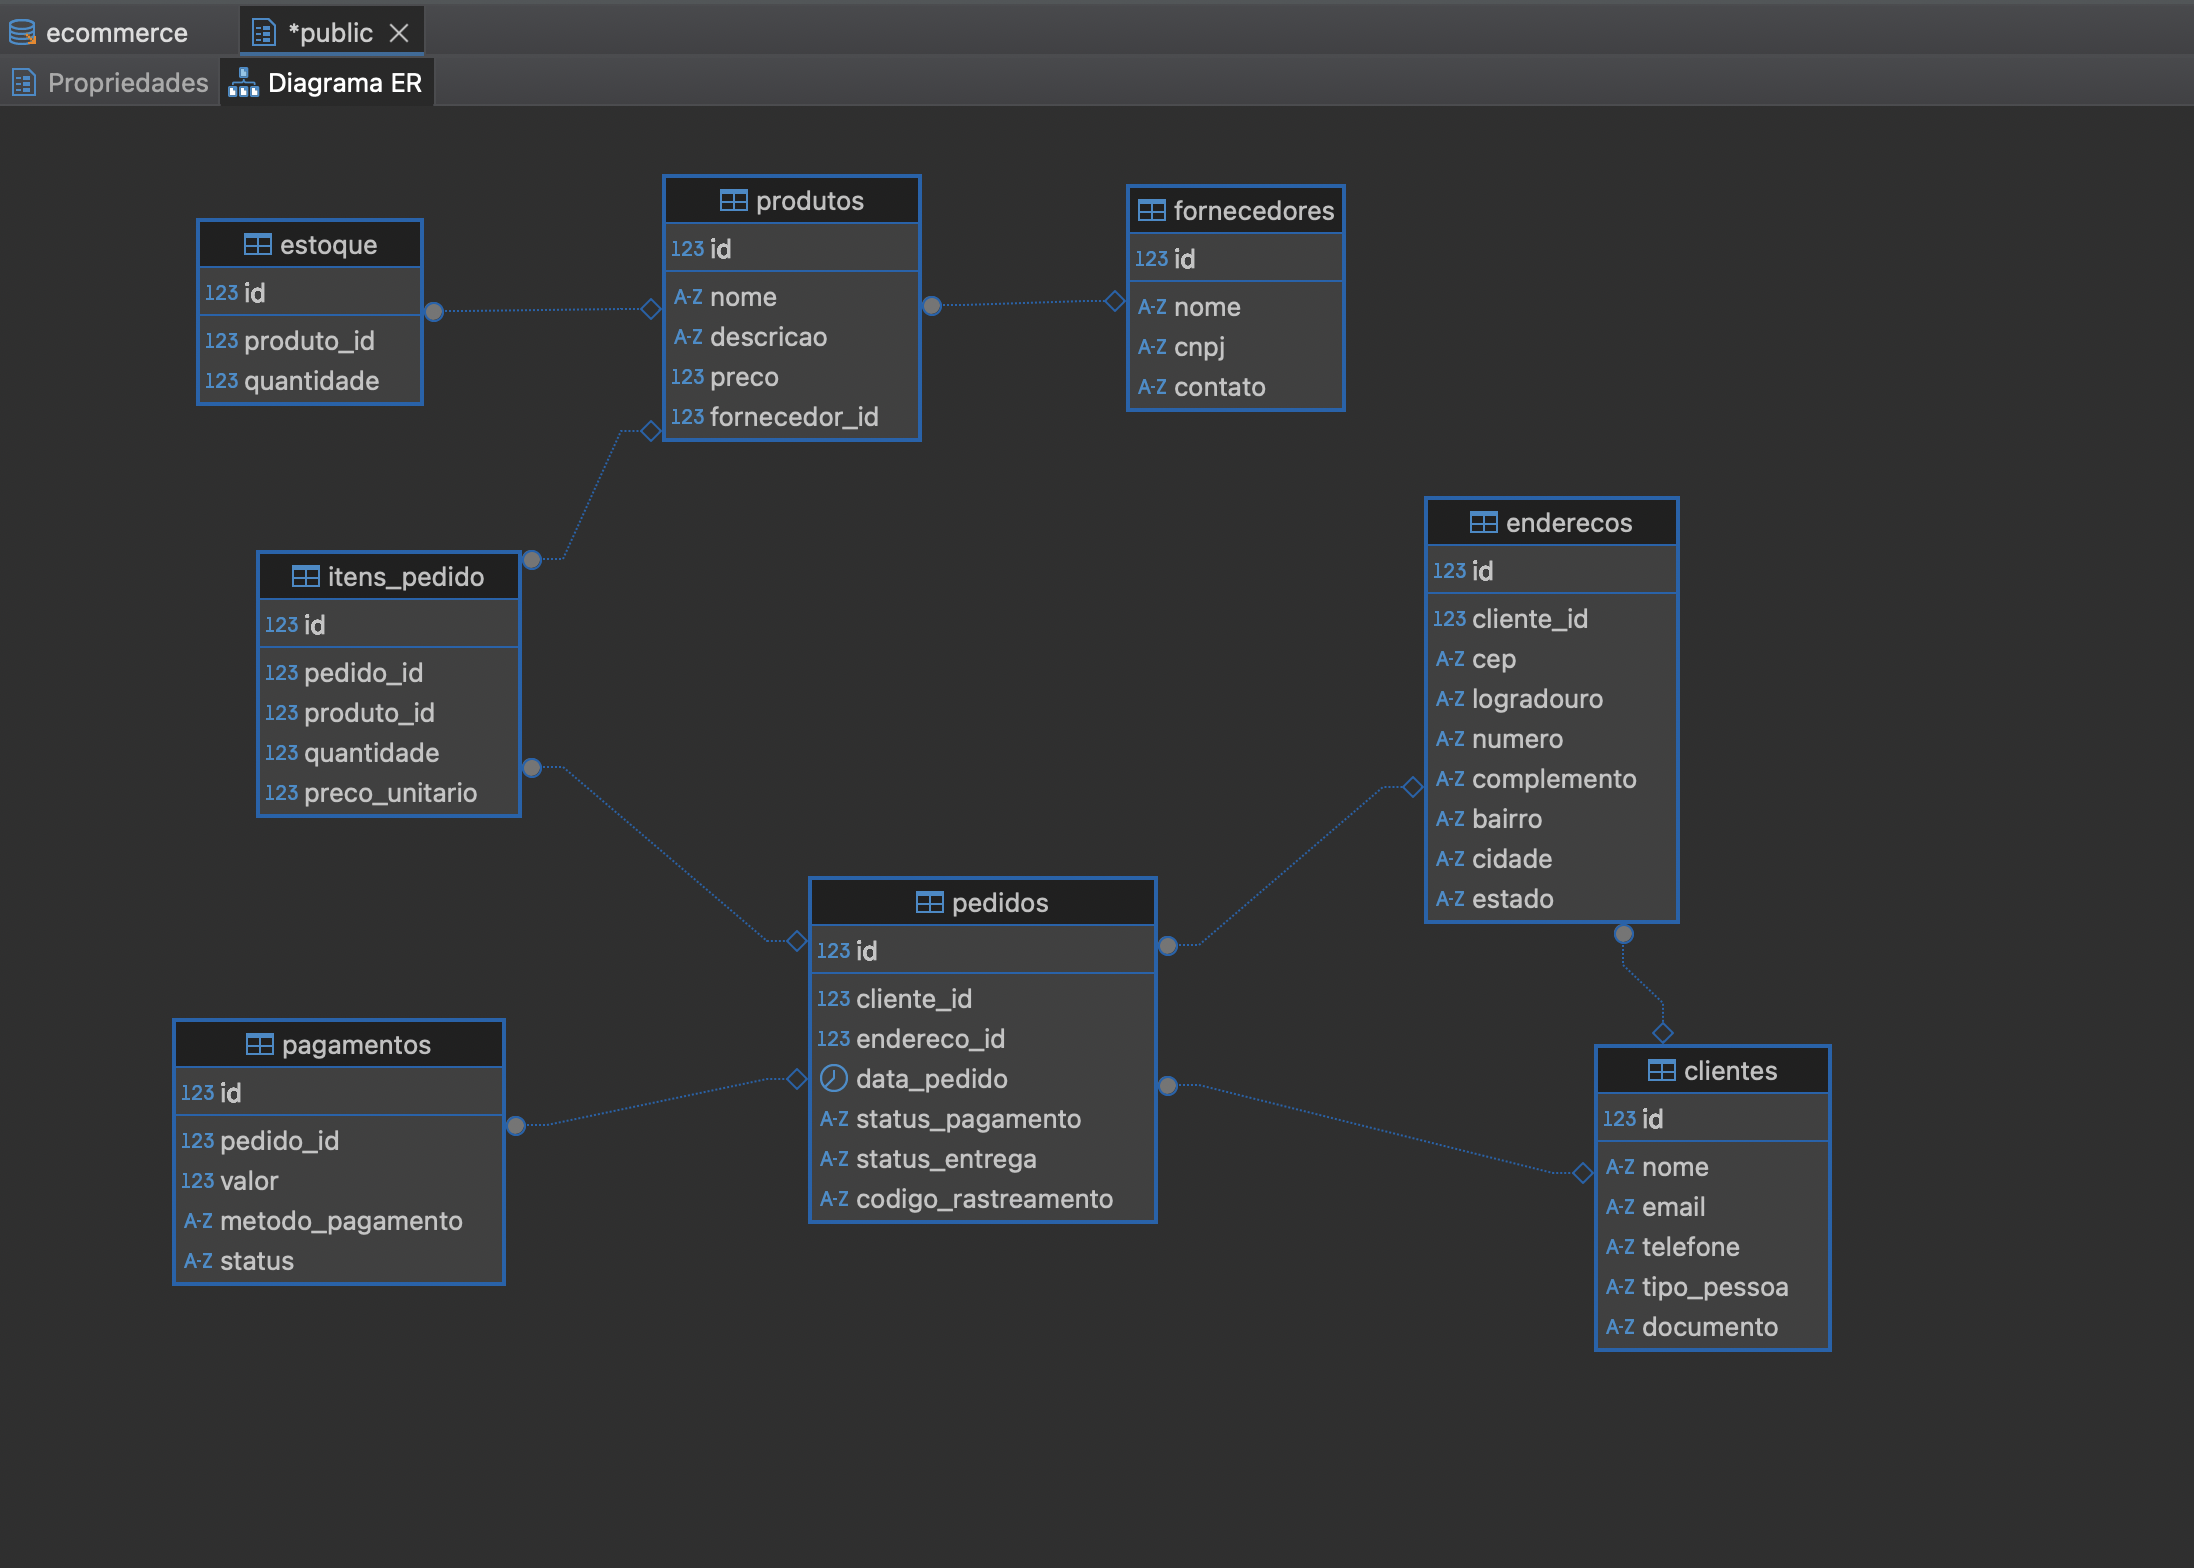 ecommerce
*public
Propriedades
Diagrama ER
estoque
123 id
123 produto_id
123 quantidade
produtos
123 id
A-Z nome
A-Z descricao
123 preco
123 fornecedor_id
fornecedores
123 id
A-Z nome
A-Z cnpj
A-Z contato
itens_pedido
123 id
123 pedido_id
123 produto_id
123 quantidade
123 preco_unitario
enderecos
123 id
123 cliente_id
A-Z cep
A-Z logradouro
A-Z numero
A-Z complemento
A-Z bairro
A-Z cidade
A-Z estado
pedidos
123 id
123 cliente_id
123 endereco_id
data_pedido
A-Z status_pagamento
A-Z status_entrega
A-Z codigo_rastreamento
pagamentos
123 id
123 pedido_id
123 valor
A-Z metodo_pagamento
A-Z status
clientes
123 id
A-Z nome
A-Z email
A-Z telefone
A-Z tipo_pessoa
A-Z documento